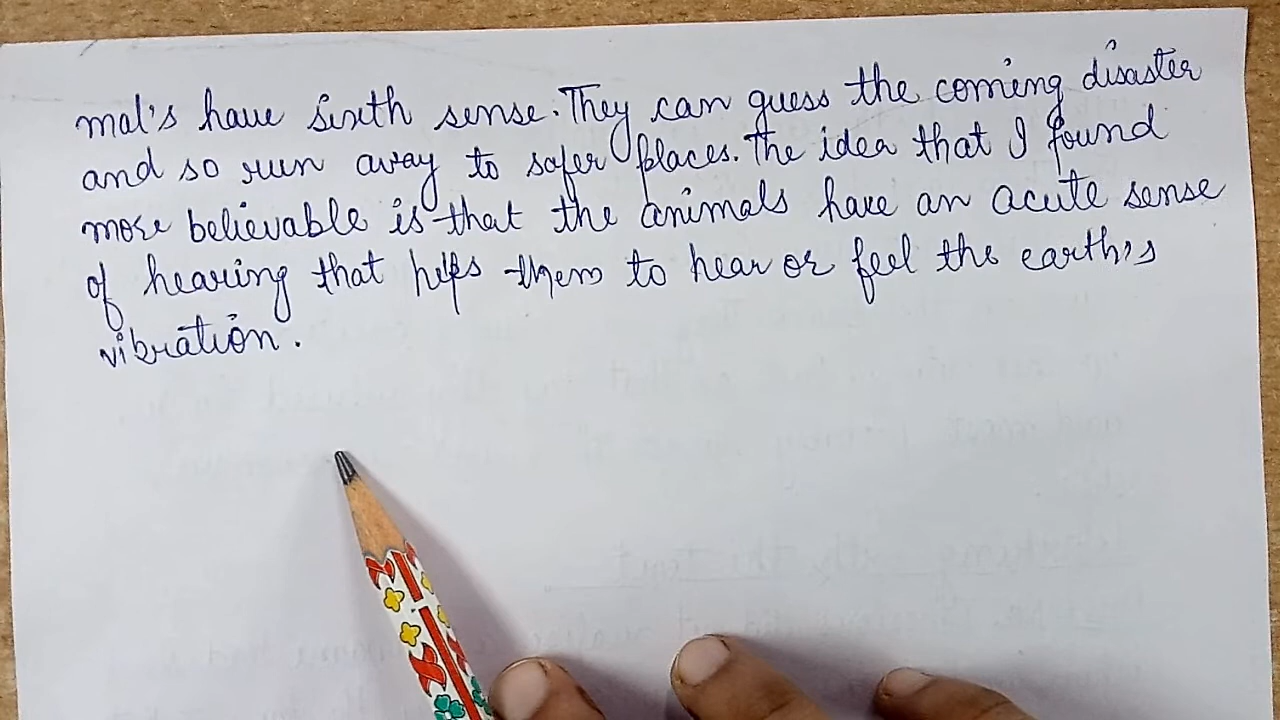 mal's have sixth sense. They can guess the coming disaster
and so run away to safer places. The idea that I found
more believable is that the animals have an acute sense
of hearing that helps them to hear or feel the earth's
vibration.